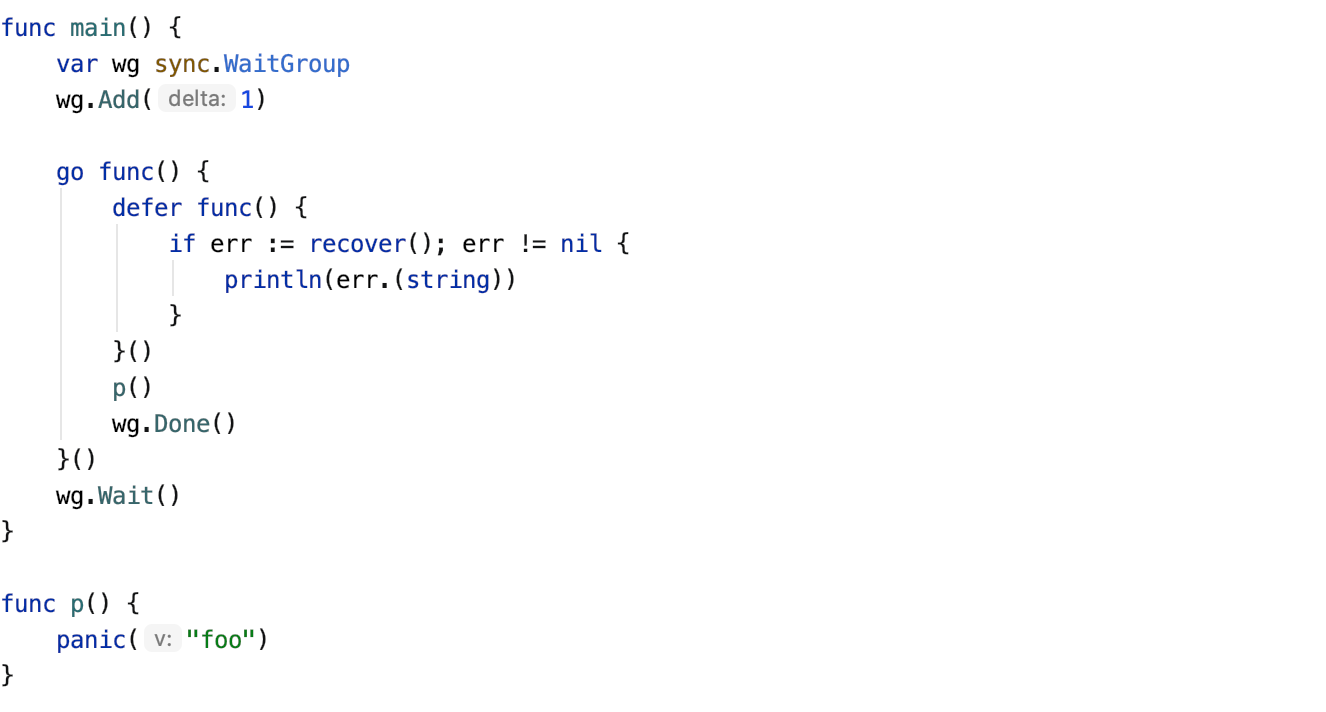 func main() {
    var wg sync.WaitGroup
    wg.Add( delta: 1)

    go func() {
        defer func() {
            if err := recover(); err != nil {
                println(err.(string))
            }
        }()
        p()
        wg.Done()
    }()
    wg.Wait()
}

func p() {
    panic( v: "foo")
}